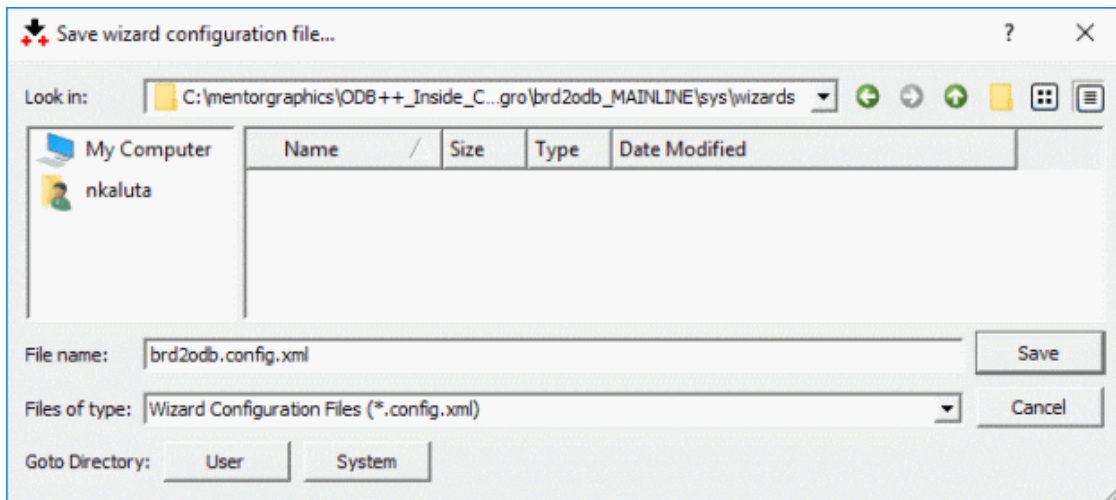 Save wizard configuration file...
?
Look in: C:\mentorgraphics\ODB++_Inside_C...gro\brd2odb_MAINLINE\sys\wizards
My Computer Name Size Type Date Modified
nkaluta
File name: brd2odb.config.xml Save
Files of type: Wizard Configuration Files (*.config.xml) Cancel
Goto Directory: User System